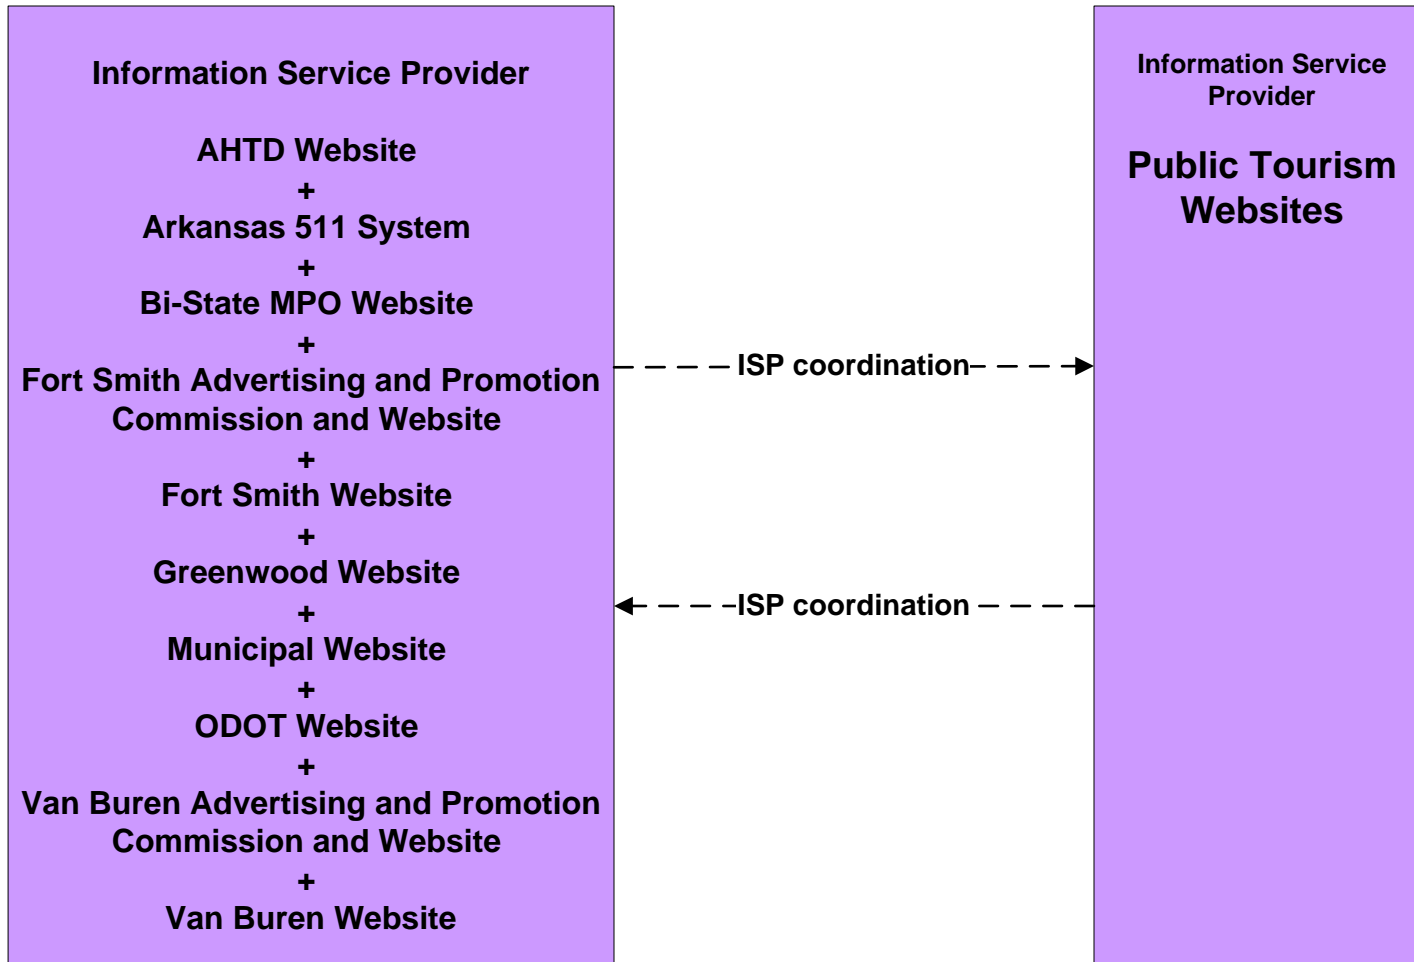 Information Service Provider
AHTD Website
+
Arkansas 511 System
+
Bi-State MPO Website
+
Fort Smith Advertising and Promotion
Commission and Website
+
Fort Smith Website
+
Greenwood Website
+
Municipal Website
+
ODOT Website
+
Van Buren Advertising and Promotion
Commission and Website
+
Van Buren Website
ISP coordination
ISP coordination
Information Service
Provider
Public Tourism
Websites